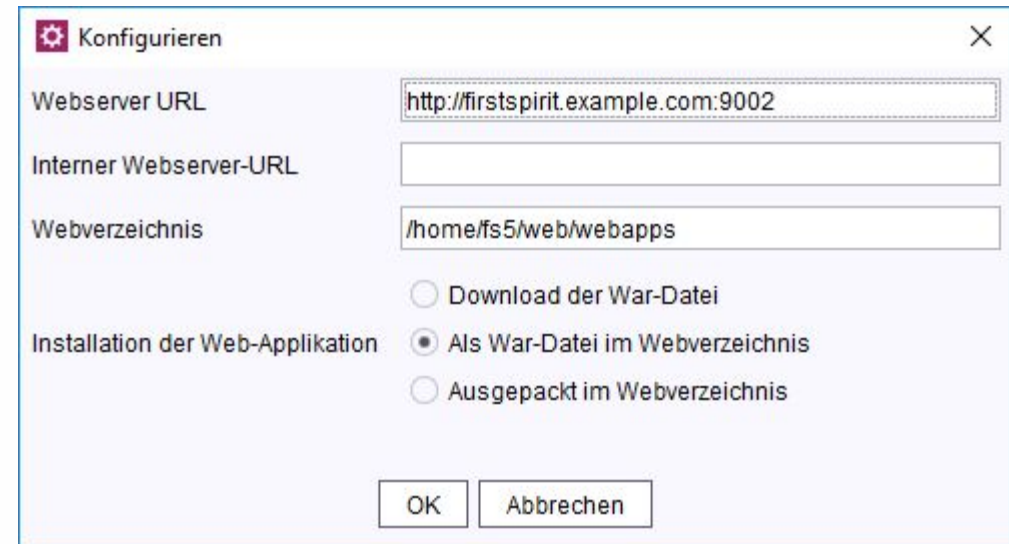 Konfigurieren
Webserver URL http://firstspirit.example.com:9002
Interner Webserver-URL
Webverzeichnis /home/fs5/web/webapps
Download der War-Datei
Installation der Web-Applikation Als War-Datei im Webverzeichnis
Ausgepackt im Webverzeichnis
OK Abbrechen